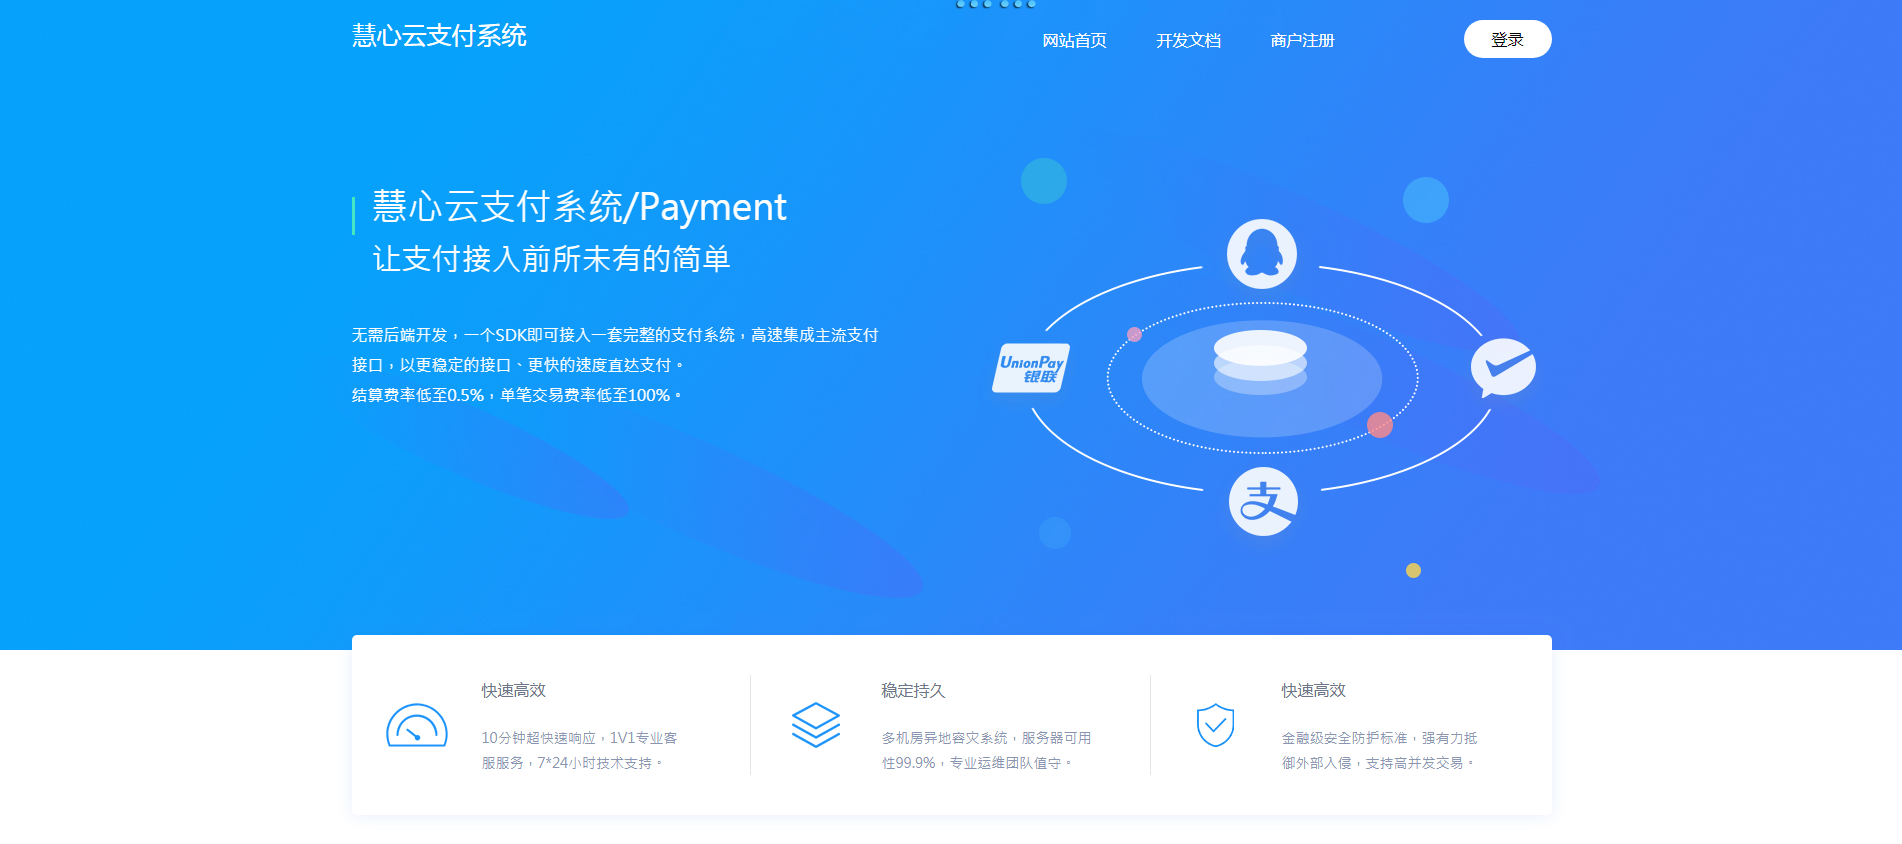 慧心云支付系统
网站首页 开发文档 商户注册 登录
慧心云支付系统/Payment
让支付接入前所未有的简单
无需后端开发，一个SDK即可接入一套完整的支付系统，高速集成主流支付
接口，以更稳定的接口、更快的速度直达支付。
结算费率低至0.5%，单笔交易费率低至100%。
UnionPay
银联
支
快速高效
10分钟超快速响应，1V1专业客
服服务，7*24小时技术支持。
稳定持久
多机房异地容灾系统，服务器可用
性99.9%，专业运维团队值守。
快速高效
金融级安全防护标准，强有力抵
御外部入侵，支持高并发交易。